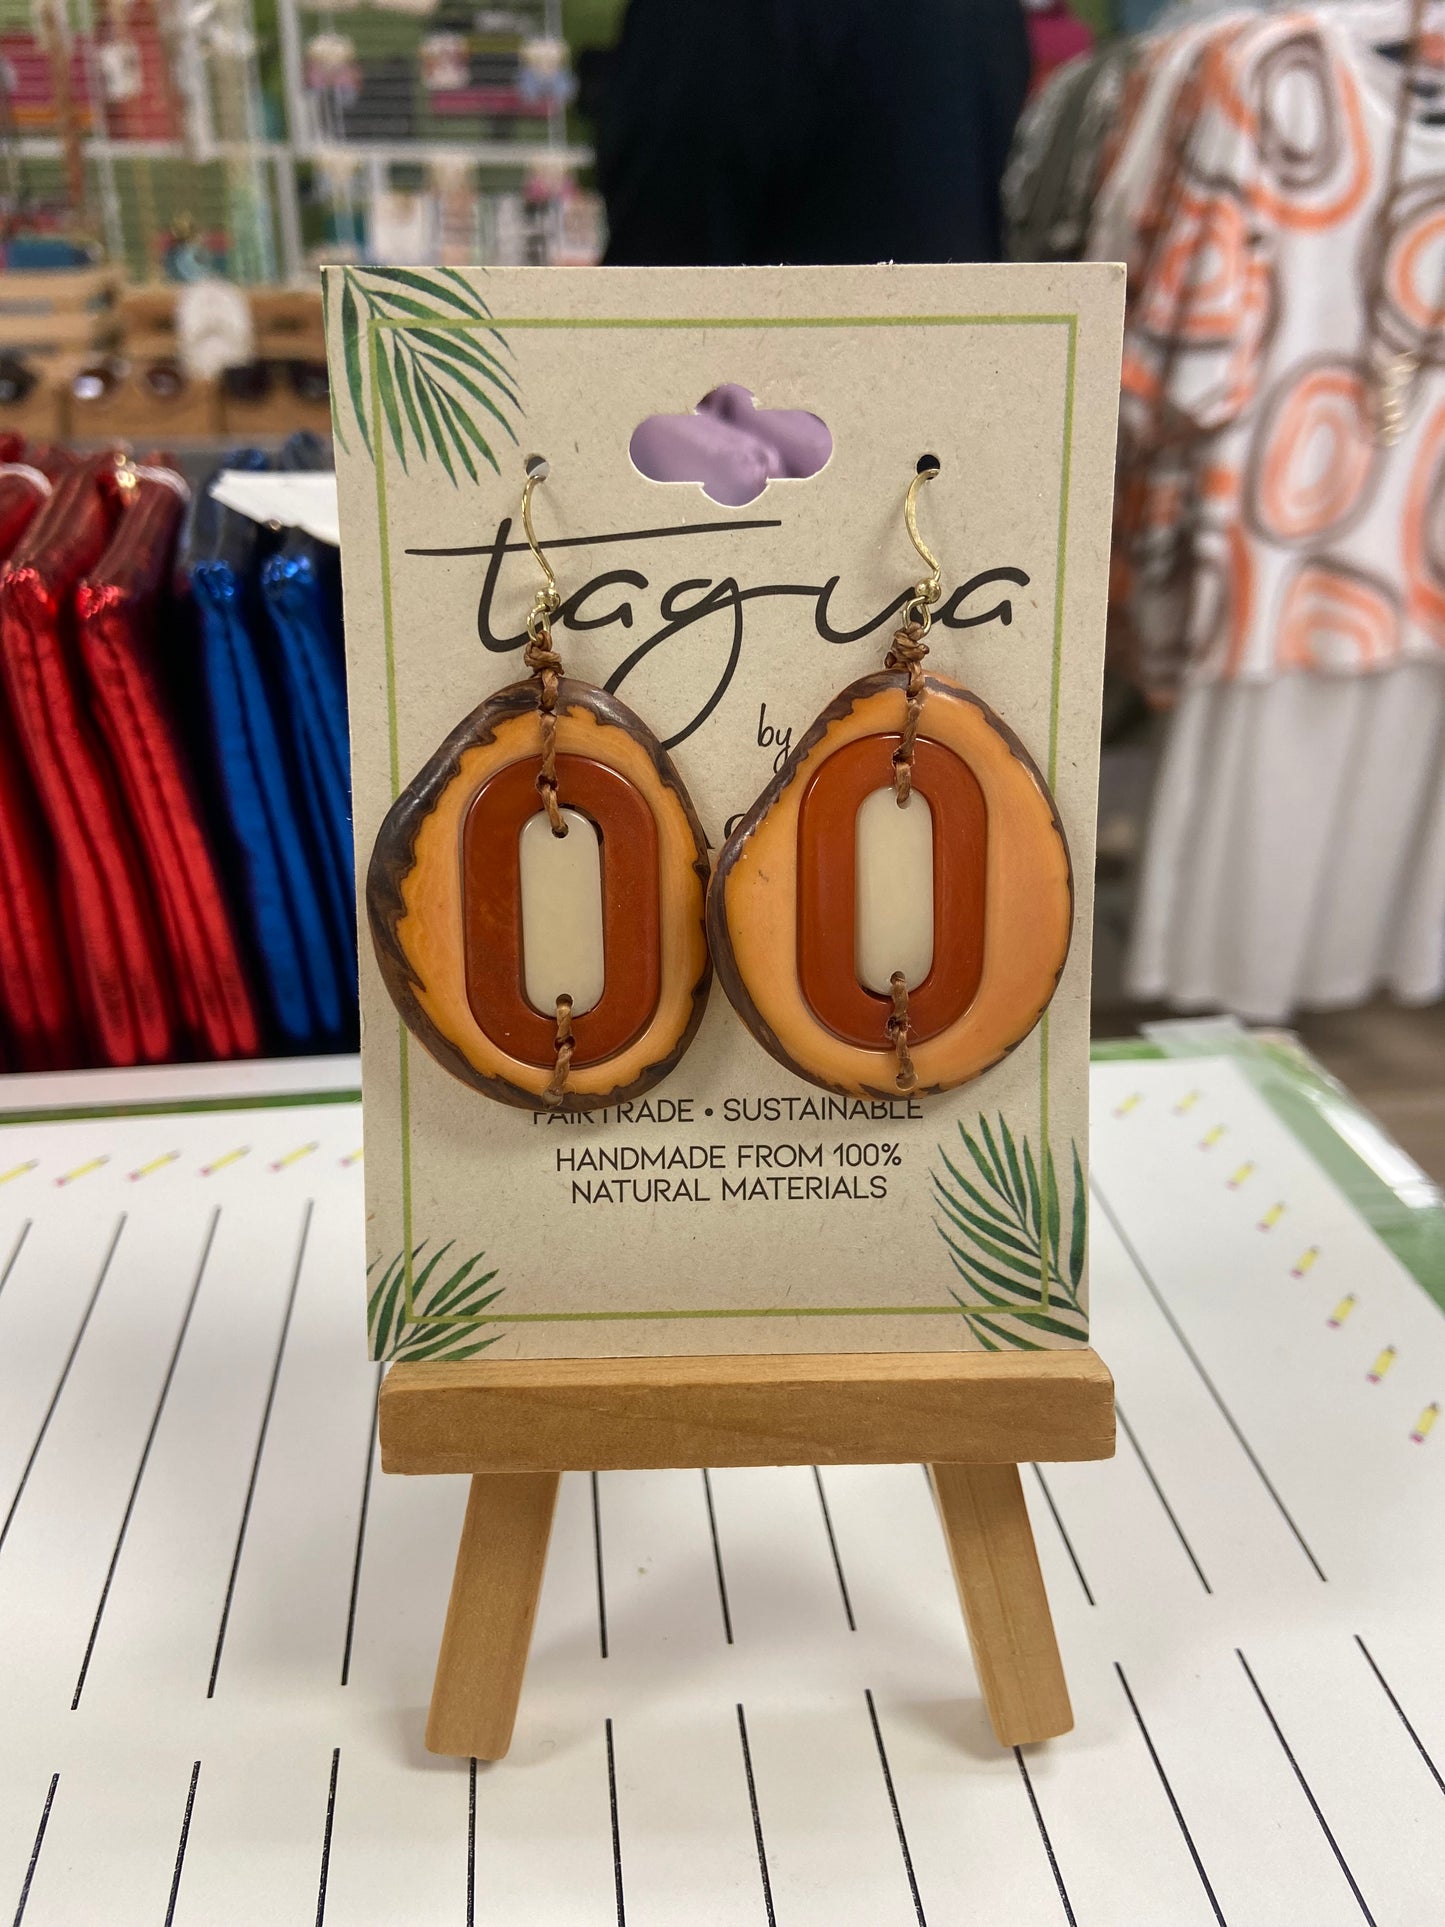 tagua
by
FAIRTRADE • SUSTAINABLE
HANDMADE FROM 100%
NATURAL MATERIALS